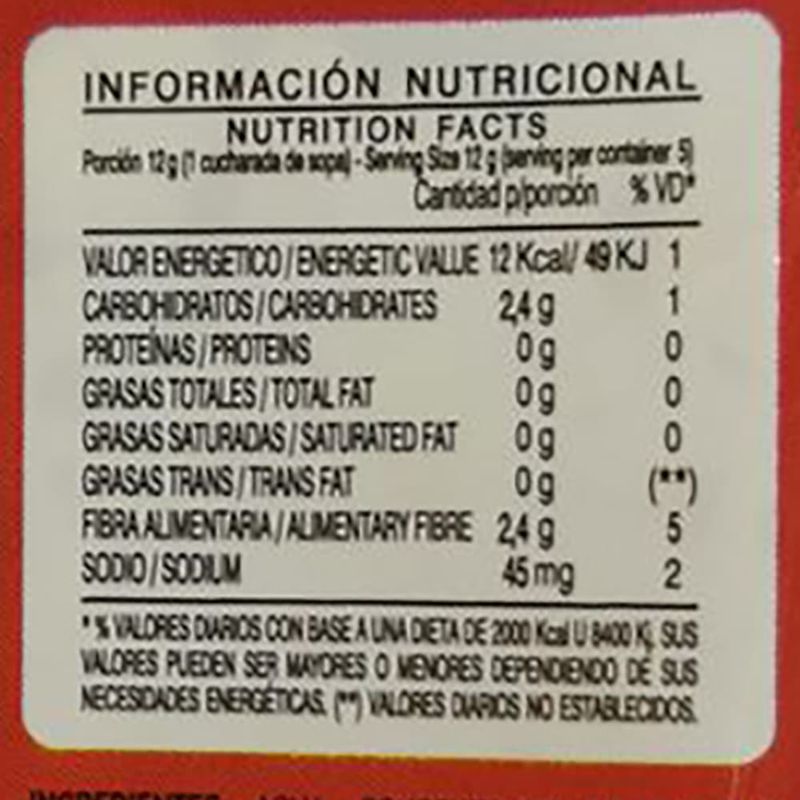 INFORMACIÓN NUTRICIONAL
NUTRITION FACTS
Porción 12 g (1 cucharada de sopa) - Serving Size 12 g (serving per container 5)
Cantidad p/porción % VD*
VALOR ENERGETICO / ENERGETIC VALUE 12 Kcal/ 49 KJ 1
CARBOHIDRATOS / CARBOHIDRATES 2,4 g 1
PROTEÍNAS / PROTEINS 0 g 0
GRASAS TOTALES / TOTAL FAT 0 g 0
GRASAS SATURADAS / SATURATED FAT 0 g 0
GRASAS TRANS / TRANS FAT 0 g (**)
FIBRA ALIMENTARIA / ALIMENTARY FIBRE 2,4 g 5
SODIO / SODIUM 45 mg 2
* % VALORES DIARIOS CON BASE A UNA DIETA DE 2000 Kcal U 8400 Kj. SUS
VALORES PUEDEN SER MAYORES O MENORES DEPENDIENDO DE SUS
NECESIDADES ENERGÉTICAS. (**) VALORES DIARIOS NO ESTABLECIDOS.